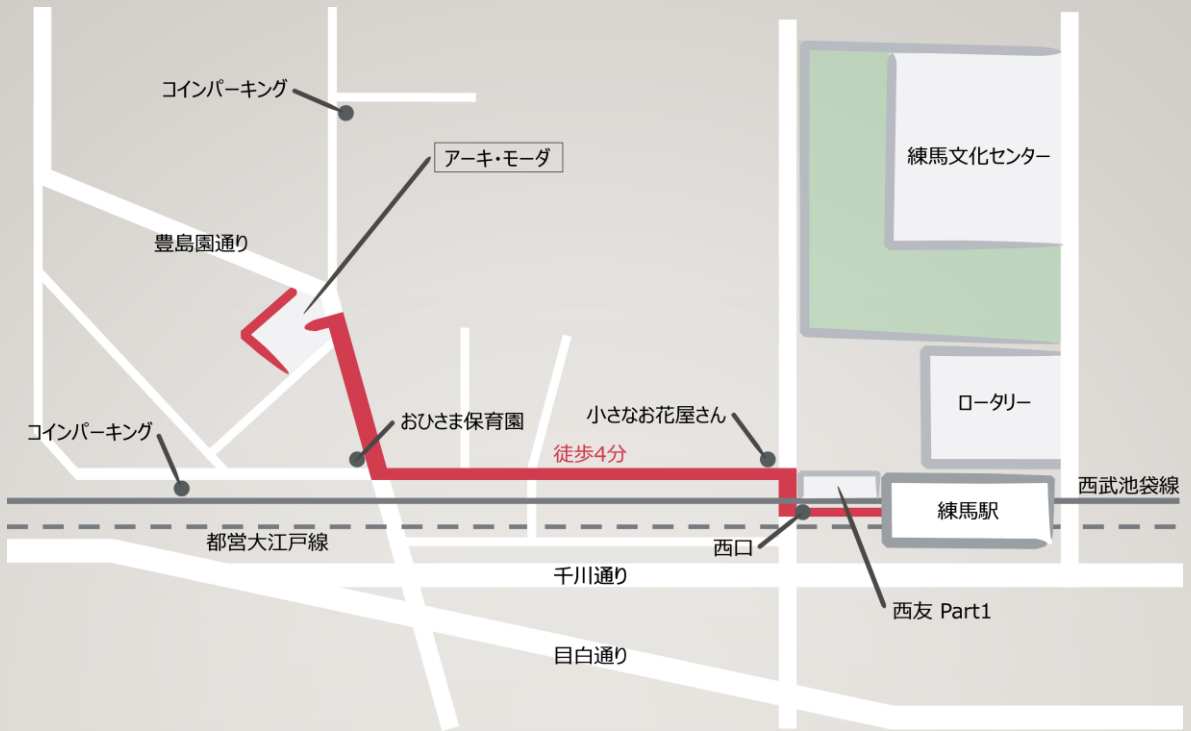 コインパーキング
アーキ・モーダ
練馬文化センター
豊島園通り
ロータリー
おひさま保育園
小さなお花屋さん
コインパーキング
徒歩4分
西武池袋線
練馬駅
都営大江戸線
西口
千川通り
西友 Part1
目白通り